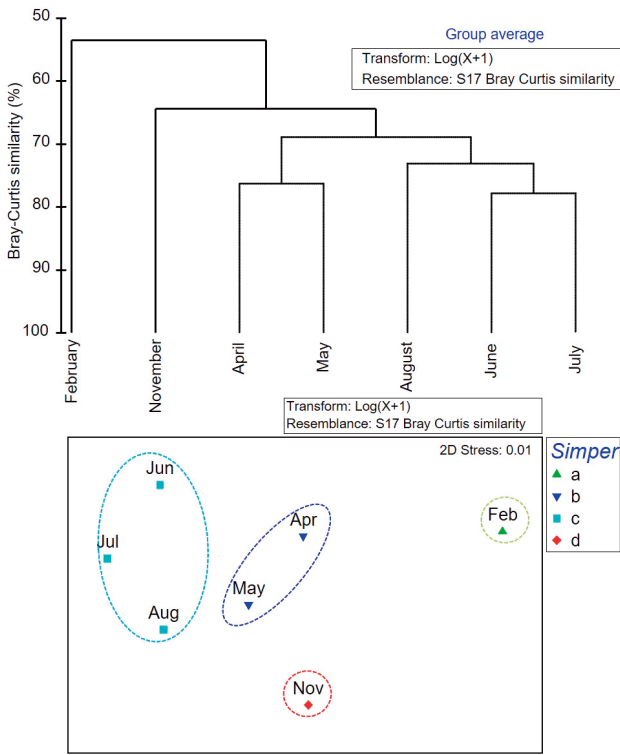 Group average
Transform: Log(X+1)
Resemblance: S17 Bray Curtis similarity
Bray-Curtis similarity (%)
50
60
70
80
90
100
February
November
April
May
August
June
July
Transform: Log(X+1)
Resemblance: S17 Bray Curtis similarity
2D Stress: 0.01
Simper
a
b
c
d
Jun
Jul
Aug
Apr
May
Feb
Nov